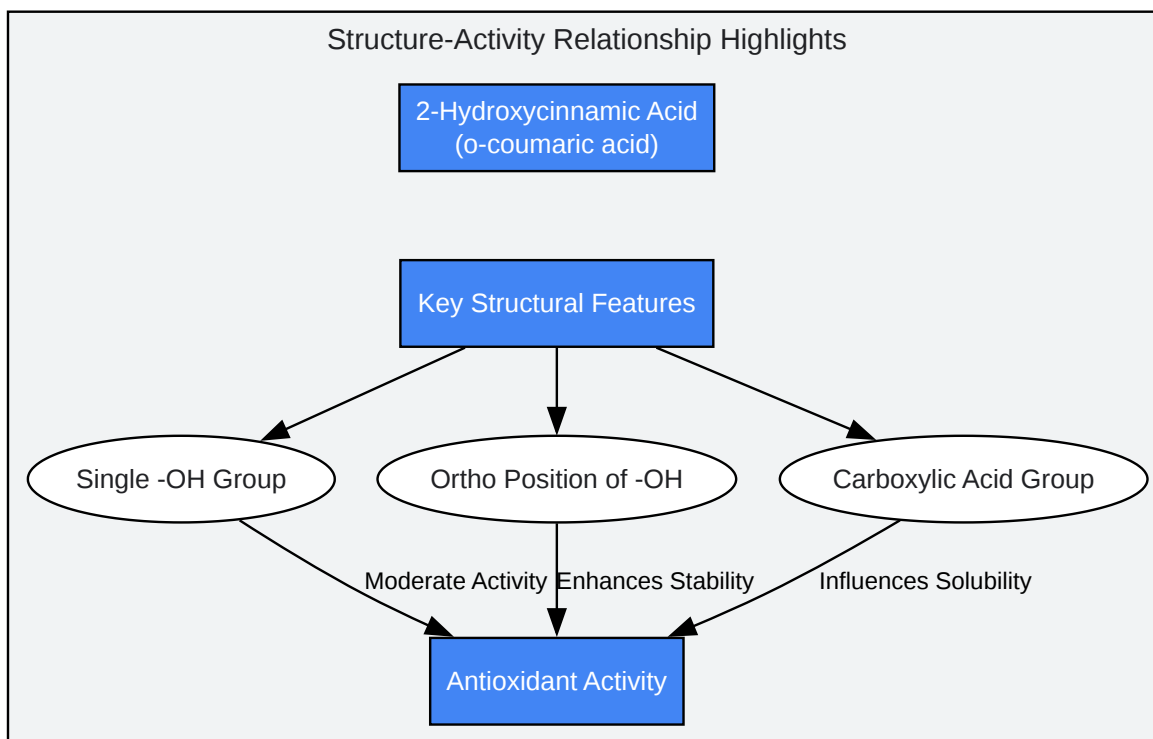 Structure-Activity Relationship Highlights
2-Hydroxycinnamic Acid
(o-coumaric acid)
Key Structural Features
Single -OH Group
Ortho Position of -OH
Carboxylic Acid Group
Moderate Activity
Enhances Stability
Influences Solubility
Antioxidant Activity